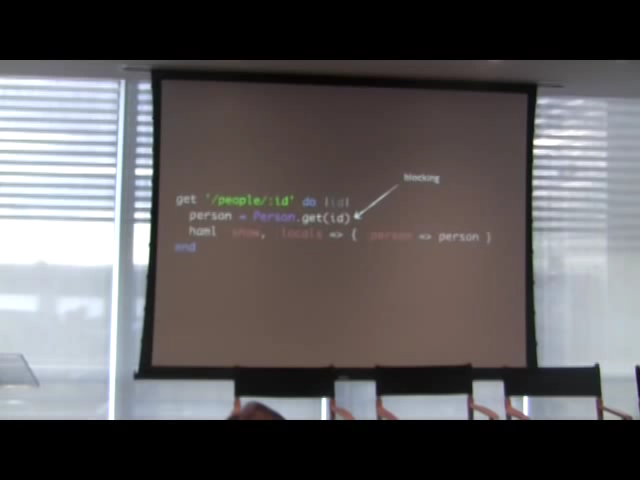 blocking
get '/people/:id' do |id|
person = Person.get(id)
haml :show, :locals => { :person => person }
end